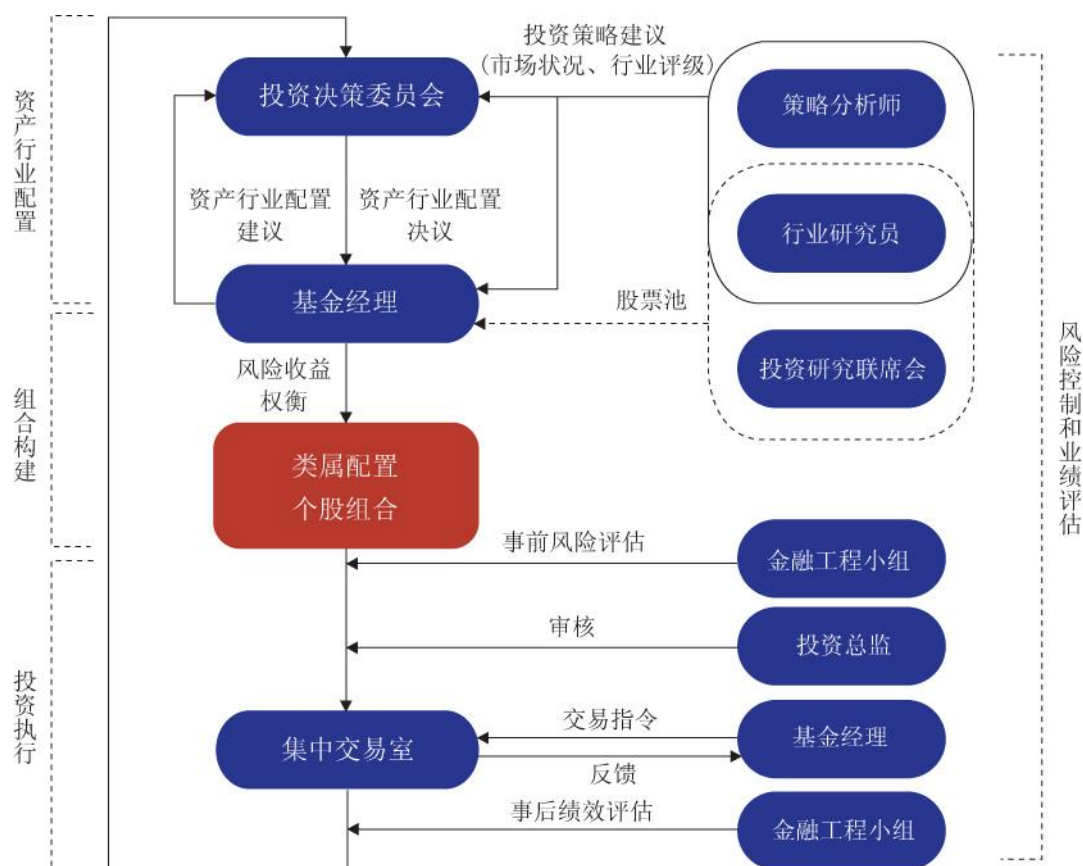 投资策略建议
(市场状况、行业评级)
投资决策委员会
策略分析师
资产行业配置
资产行业配置
建议
资产行业配置
决议
行业研究员
基金经理
股票池
投资研究联席会
风险收益
权衡
组合构建
类属配置
个股组合
风险控制和业绩评估
事前风险评估
金融工程小组
审核
投资总监
投资执行
集中交易室
交易指令
反馈
基金经理
事后绩效评估
金融工程小组